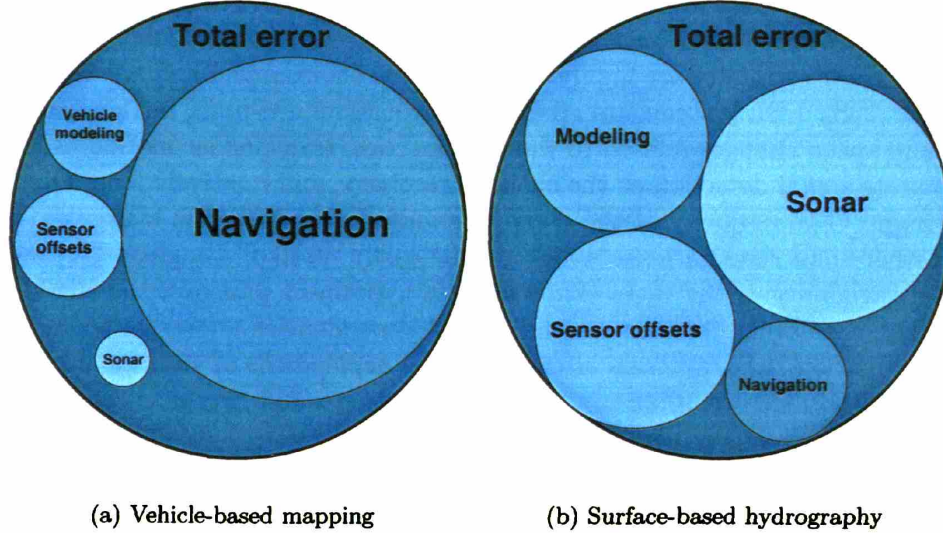 Total error
Vehicle
modeling
Sensor
offsets
Navigation
Sonar
(a) Vehicle-based mapping
Total error
Modeling
Sonar
Sensor offsets
Navigation
(b) Surface-based hydrography